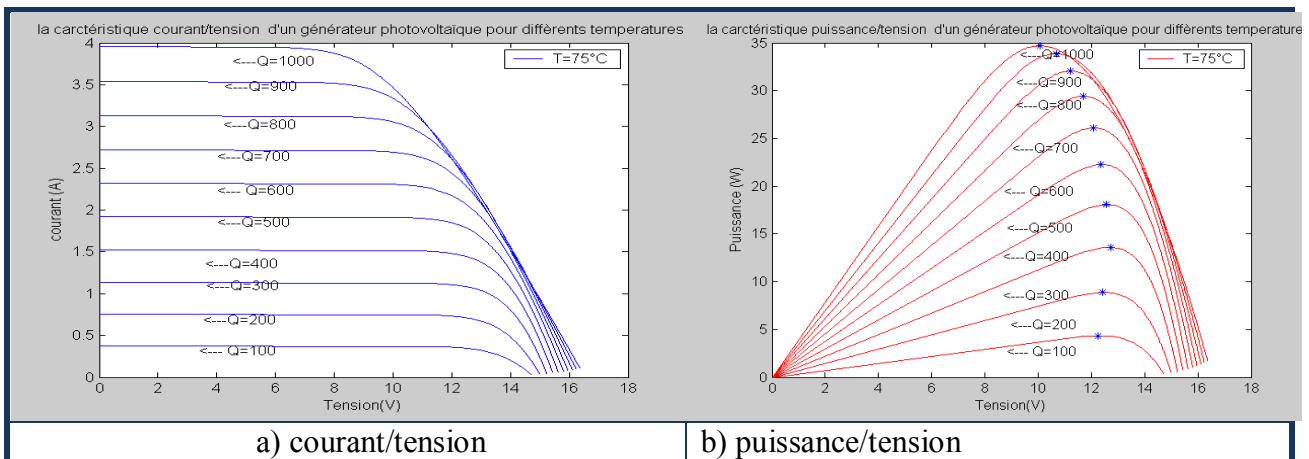 la carctéristique courant/tension d'un générateur photovoltaïque pour diffèrents temperatures
4
3.5
3
2.5
2
1.5
1
0.5
0
courant (A)
T=75°C
<---Q=1000
<---Q=900
<---Q=800
<---Q=700
<--- Q=600
<---Q=500
<---Q=400
<---Q=300
<---Q=200
<--- Q=100
0 2 4 6 8 10 12 14 16 18
Tension(V)
la carctéristique puissance/tension d'un générateur photovoltaïque pour diffèrents temperature
35
30
25
20
15
10
5
0
Puissance (W)
T=75°C
<---Q=1000
<---Q=900
<---Q=800
<---Q=700
<--- Q=600
<---Q=500
<---Q=400
<---Q=300
<---Q=200
<--- Q=100
0 2 4 6 8 10 12 14 16 18
Tension(V)
a) courant/tension
b) puissance/tension